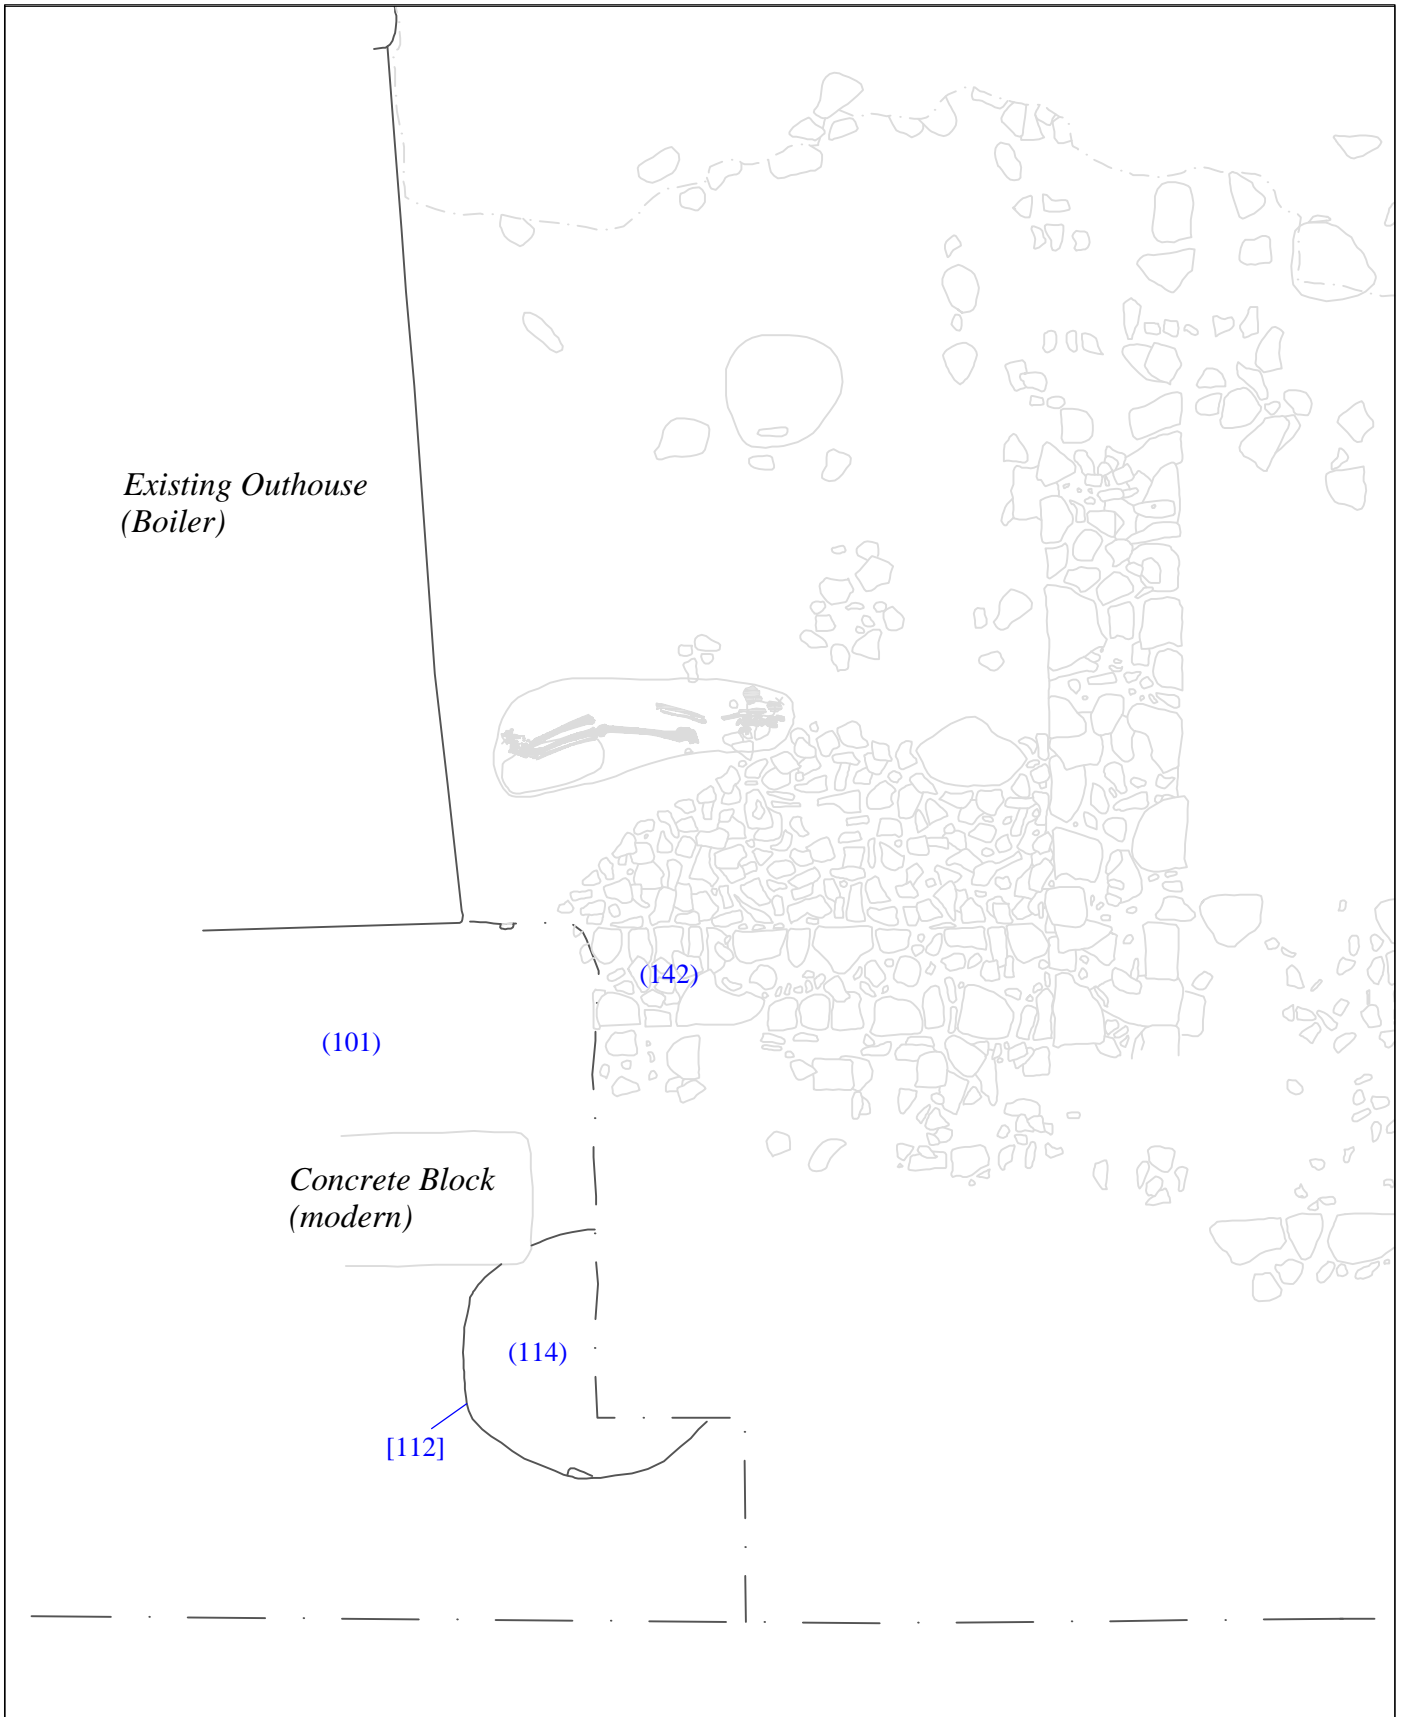 Existing Outhouse
(Boiler)
(142)
(101)
Concrete Block
(modern)
(114)
[112]